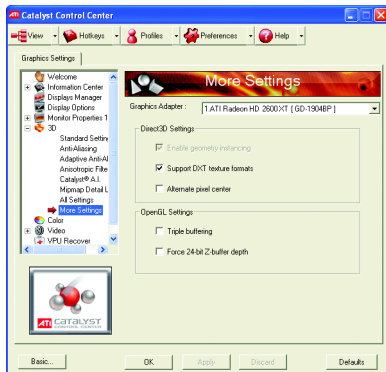 ATI Catalyst Control Center
View
Hotkeys
Profiles
Preferences
Help
Graphics Settings
Welcome
Information Center
Displays Manager
Display Options
Monitor Properties 1
3D
Standard Settin
Anti-Aliasing
Adaptive Anti-Al
Anisotropic Filte
Catalyst® A.I.
Mipmap Detail L
All Settings
More Settings
Color
Video
VPU Recover
More Settings
Graphics Adapter :
1.ATI Radeon HD 2600 XT [ GD-1904BP ]
Direct3D Settings
Enable geometry instancing
Support DXT texture formats
Alternate pixel center
OpenGL Settings
Triple buffering
Force 24-bit Z-buffer depth
ATI CATALYST
CONTROL CENTER
Basic...
OK
Apply
Discard
Defaults